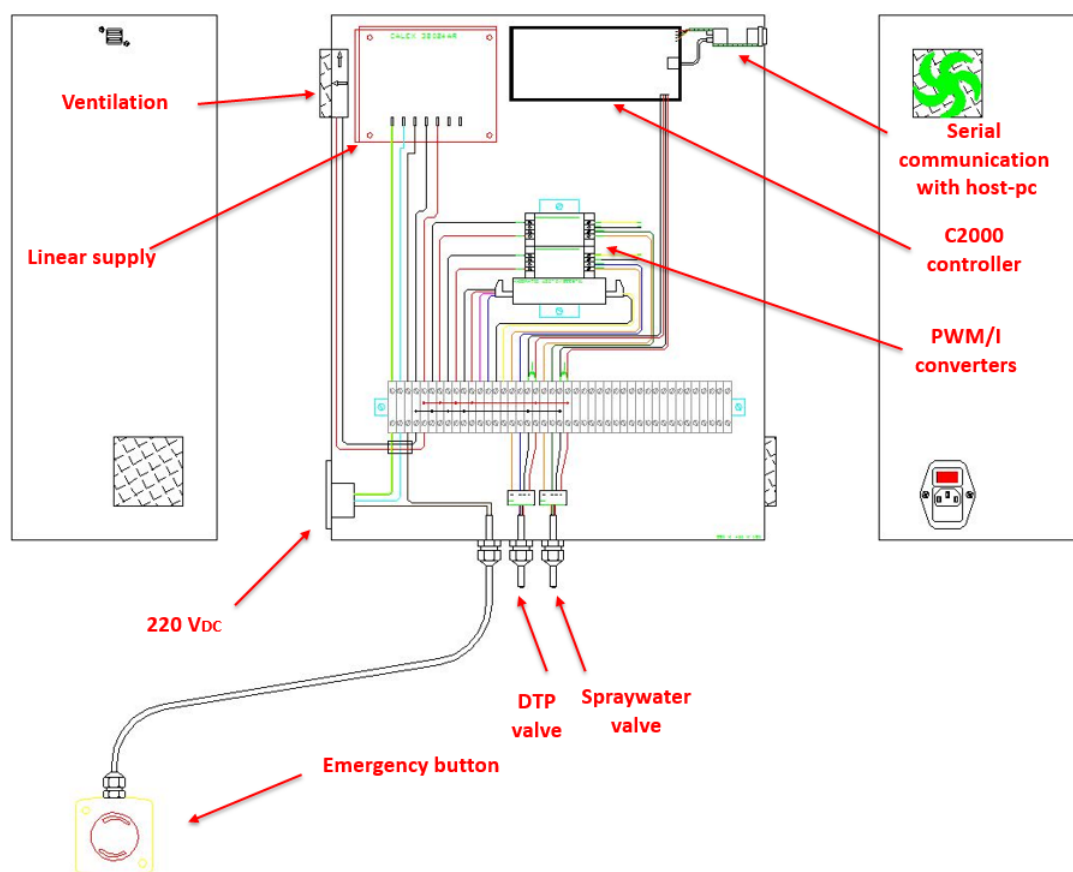 Ventilation
Linear supply
Serial
communication
with host-pc
C2000
controller
PWM/I
converters
220 VDC
DTP
valve
Spraywater
valve
Emergency button